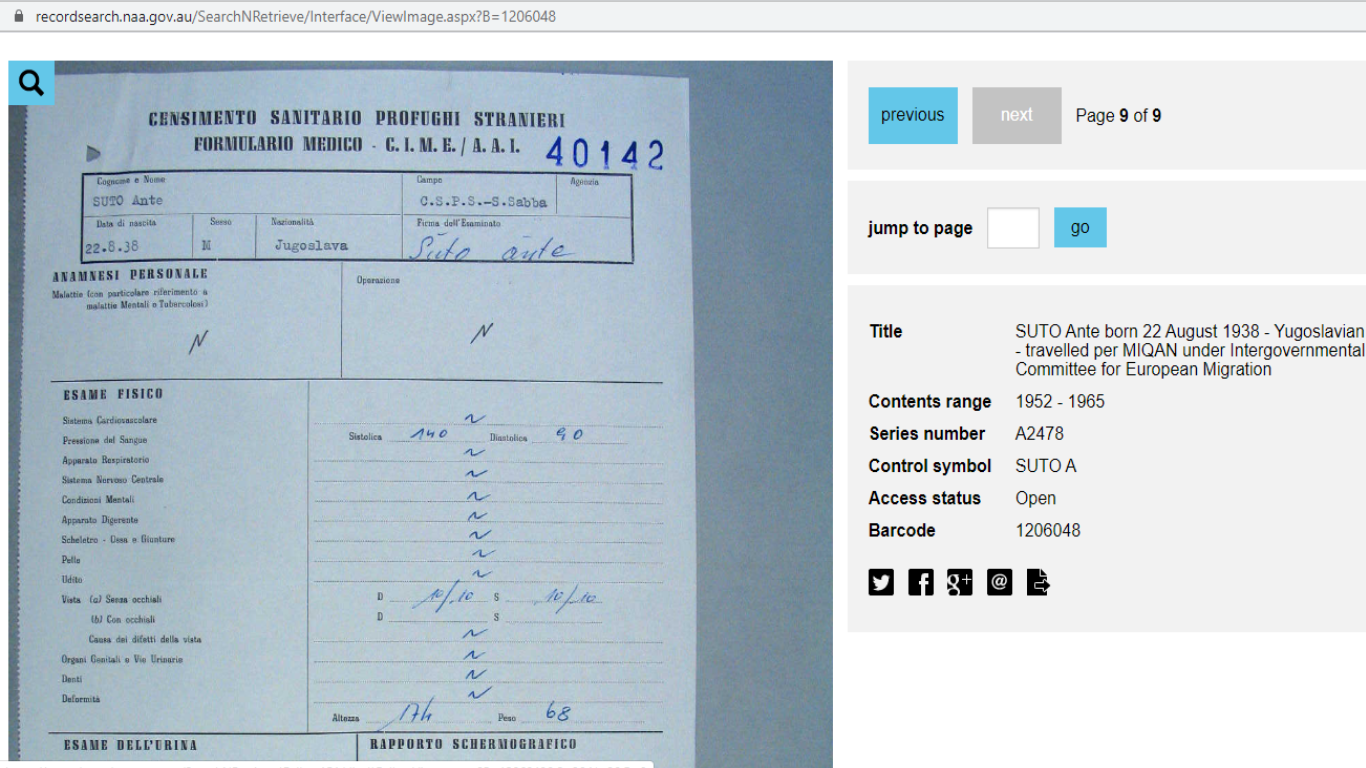 recordsearch.naa.gov.au/SearchNRetrieve/Interface/ViewImage.aspx?B=1206048
CENSIMENTO SANITARIO PROFUGHI STRANIERI
FORMULARIO MEDICO - C. I. M. E. / A. A. I. 40142
Cognome e Nome Campo Agenzia
SUTO Ante C.S.P.S.-S.Sabba
Data di nascita Sesso Nazionalità Firma dell'Esaminato
22.8.38 M Jugoslava Suto ante
ANAMNESI PERSONALE
Malattie (con particolare riferimento a
malattie Mentali e Tubercolosi)
Operazione
N N
ESAME FISICO
Sistema Cardiovascolare ~
Pressione del Sangue Sistolica 140 Diastolica 90
Apparato Respiratorio ~
Sistema Nervoso Centrale ~
Condizioni Mentali ~
Apparato Digerente ~
Scheletro - Ossa e Giunture ~
Pelle ~
Udito ~
Vista (a) Senza occhiali D 10/10 S 10/10
(b) Con occhiali D S
Causa dei difetti della vista ~
Organi Genitali e Vie Urinarie ~
Denti ~
Deformità ~
Altezza 174 Peso 68
ESAME DELL'URINA RAPPORTO SCHERMOGRAFICO
previous next Page 9 of 9
jump to page go
Title SUTO Ante born 22 August 1938 - Yugoslavian
- travelled per MIQAN under Intergovernmental
Committee for European Migration
Contents range 1952 - 1965
Series number A2478
Control symbol SUTO A
Access status Open
Barcode 1206048